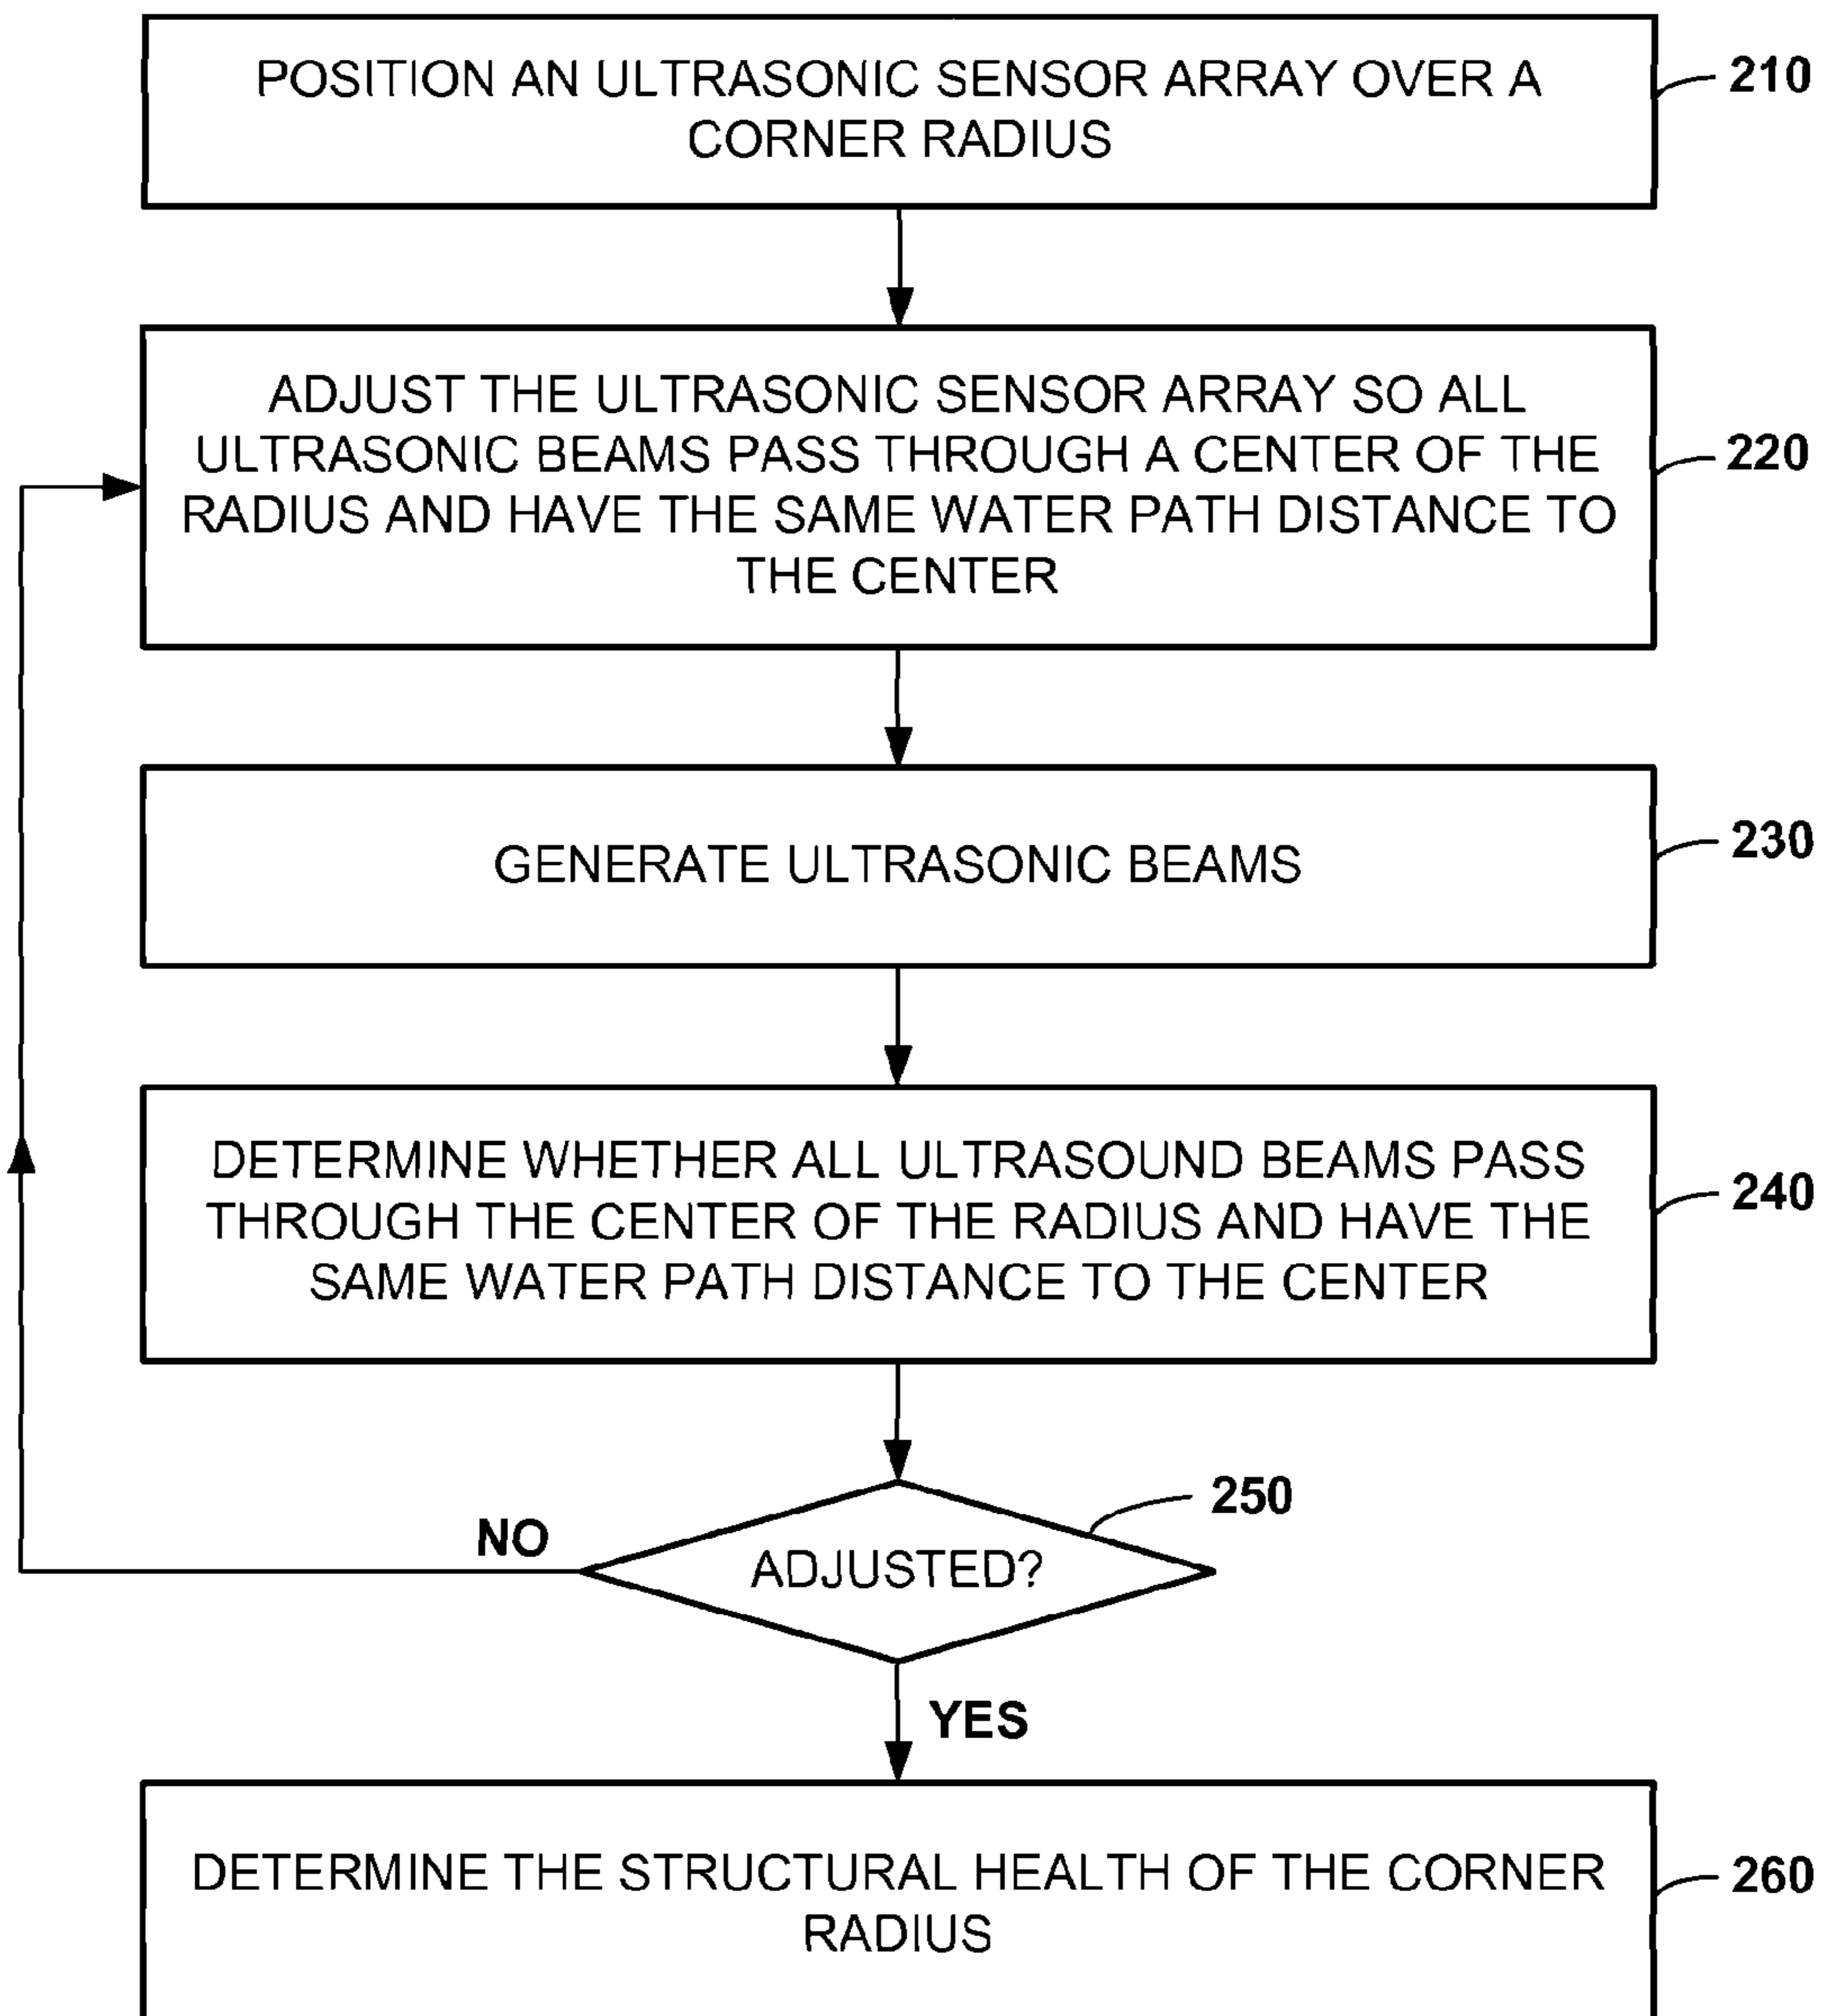 POSITION AN ULTRASONIC SENSOR ARRAY OVER A
CORNER RADIUS
210
ADJUST THE ULTRASONIC SENSOR ARRAY SO ALL
ULTRASONIC BEAMS PASS THROUGH A CENTER OF THE
RADIUS AND HAVE THE SAME WATER PATH DISTANCE TO
THE CENTER
220
GENERATE ULTRASONIC BEAMS
230
DETERMINE WHETHER ALL ULTRASOUND BEAMS PASS
THROUGH THE CENTER OF THE RADIUS AND HAVE THE
SAME WATER PATH DISTANCE TO THE CENTER
240
250
NO
ADJUSTED?
YES
DETERMINE THE STRUCTURAL HEALTH OF THE CORNER
RADIUS
260